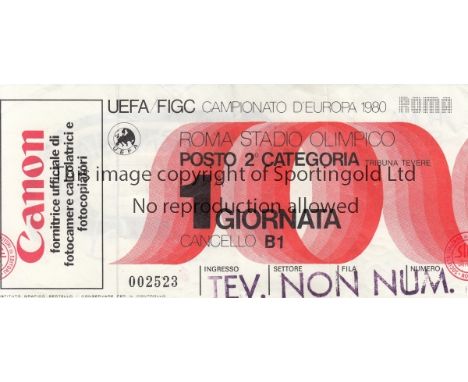 UEFA/FIGC CAMPIONATO D'EUROPA 1980 ROMA
Canon
fornitrice ufficiale di
fotocamere calcolatrici e
fotocopiatori
UEFA
ROMA STADIO OLIMPICO
POSTO 2ª CATEGORIA TRIBUNA TEVERE
This image copyright of Sportingold Ltd
1 GIORNATA
No reproduction allowed
CANCELLO B1
002523
INGRESSO SETTORE FILA NUMERO
TEV. NON NUM.